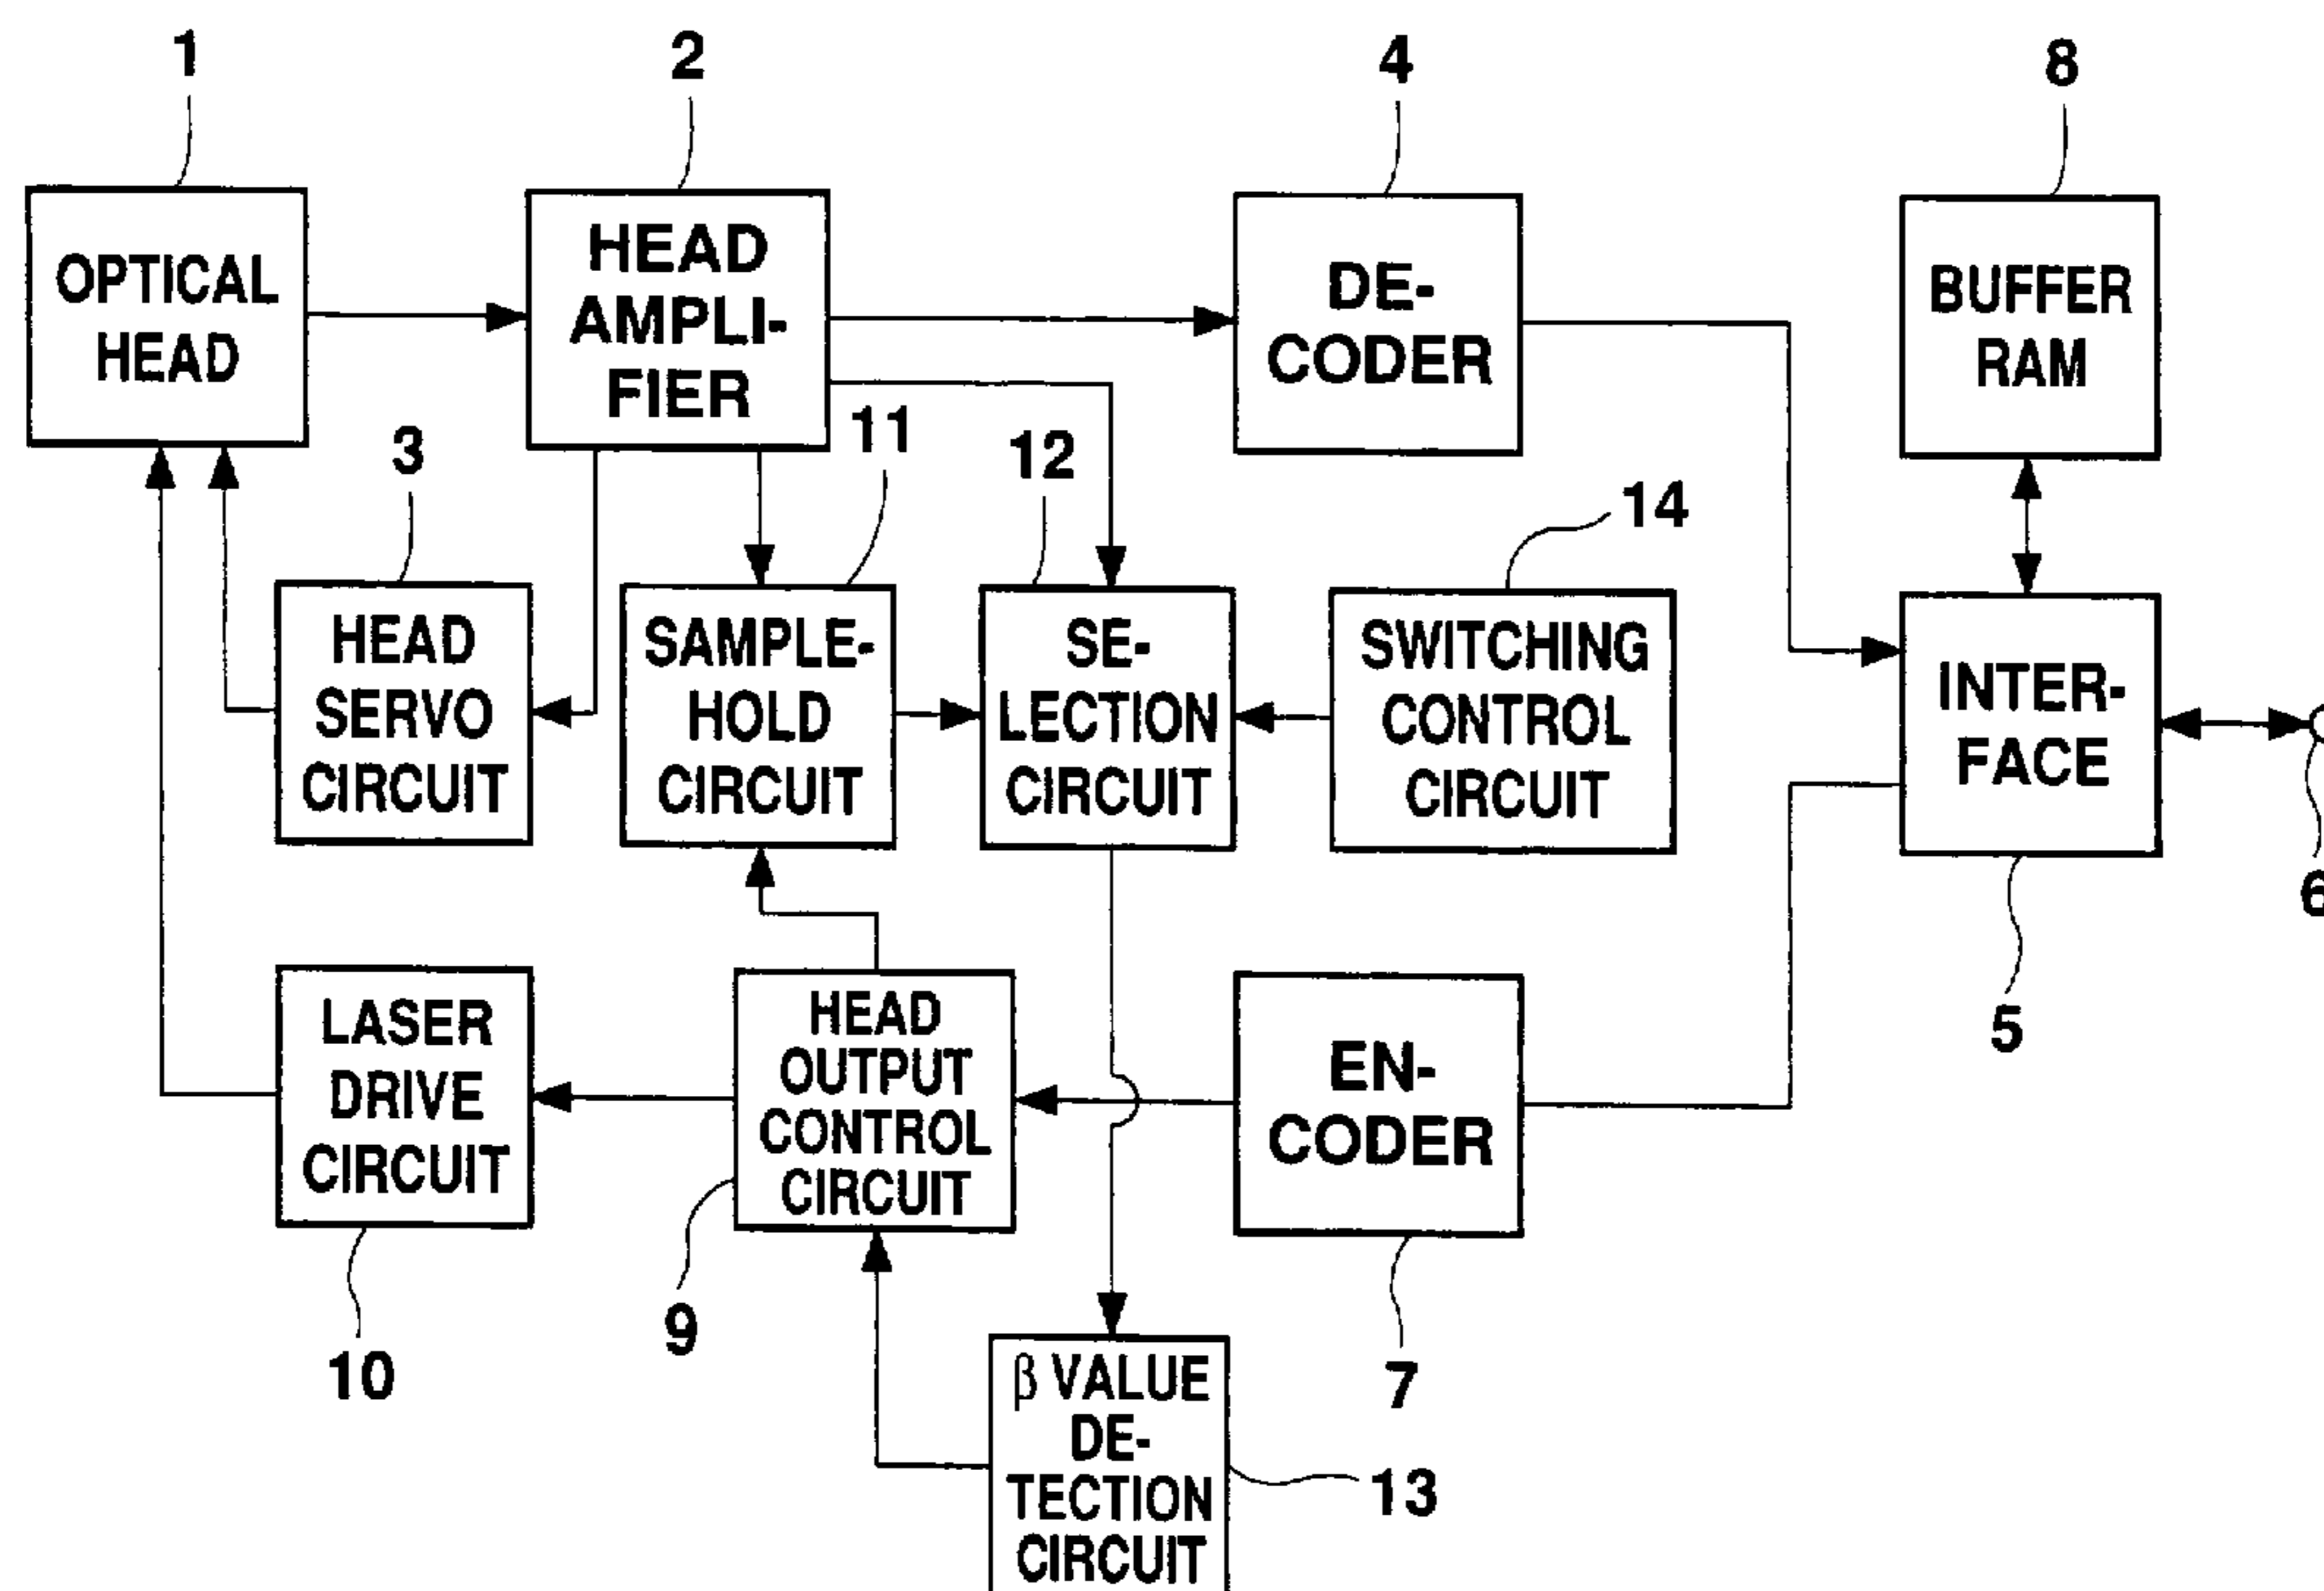 1
2
4
8
OPTICAL
HEAD
HEAD
AMPLI-
FIER
DE-
CODER
BUFFER
RAM
3
11
12
14
HEAD
SERVO
CIRCUIT
SAMPLE-
HOLD
CIRCUIT
SE-
LECTION
CIRCUIT
SWITCHING
CONTROL
CIRCUIT
INTER-
FACE
6
5
LASER
DRIVE
CIRCUIT
HEAD
OUTPUT
CONTROL
CIRCUIT
EN-
CODER
10
9
7
β VALUE
DE-
TECTION
CIRCUIT
13